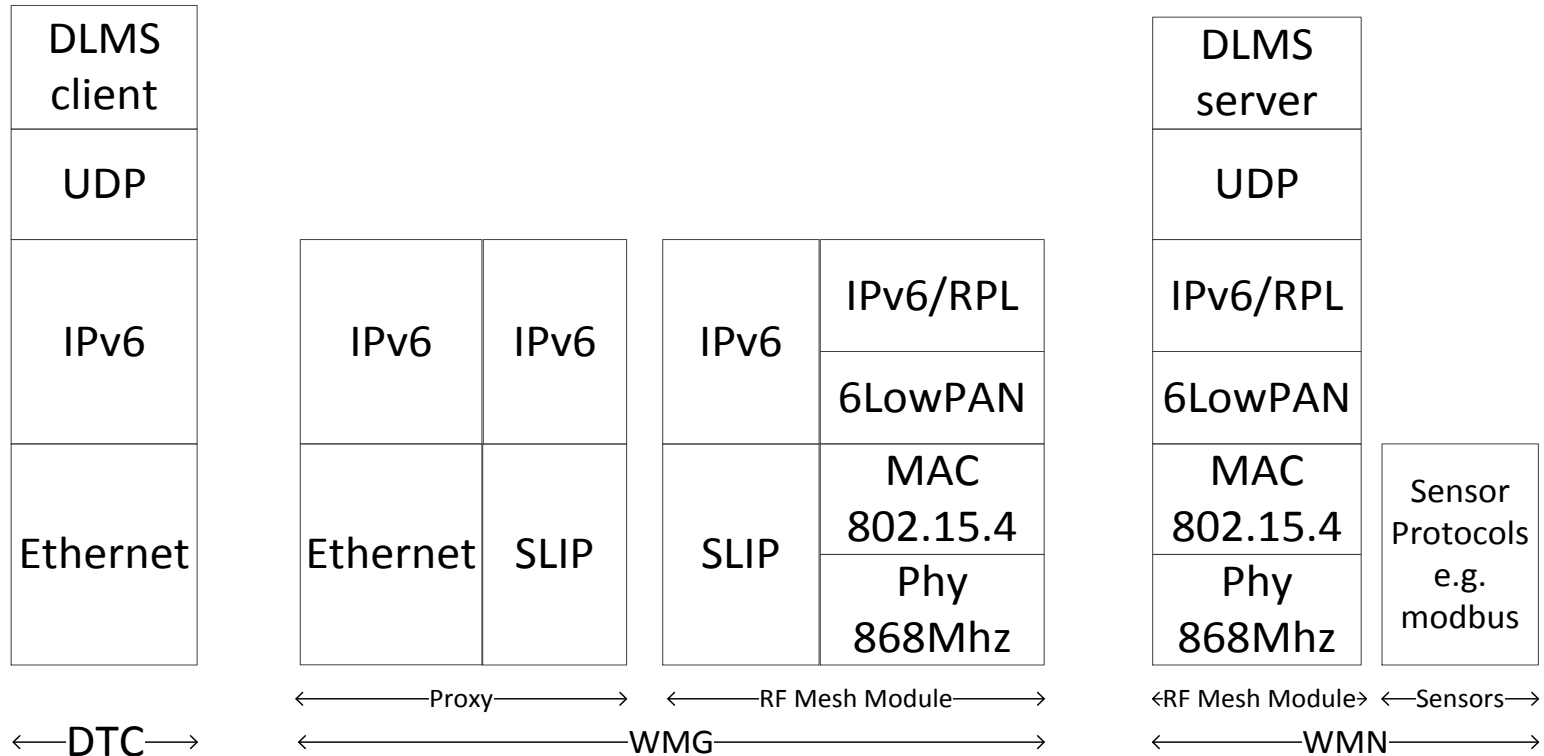 DLMS
client
UDP
IPv6
Ethernet
IPv6
IPv6
Ethernet
SLIP
IPv6
SLIP
IPv6/RPL
6LowPAN
MAC
802.15.4
Phy
868Mhz
DLMS
server
UDP
IPv6/RPL
6LowPAN
MAC
802.15.4
Phy
868Mhz
Sensor
Protocols
e.g.
modbus
Proxy
RF Mesh Module
RF Mesh Module
Sensors
DTC
WMG
WMN